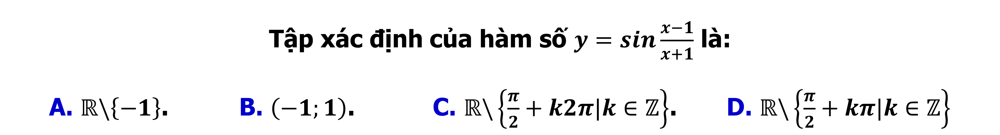 Tập xác định của hàm số $y = sin\frac{x-1}{x+1}$ là:
A. $\mathbb{R}\backslash\{-1\}$. B. $(-1; 1)$. C. $\mathbb{R}\backslash\left\{\frac{\pi}{2} + k2\pi|k \in \mathbb{Z}\right\}$. D. $\mathbb{R}\backslash\left\{\frac{\pi}{2} + k\pi|k \in \mathbb{Z}\right\}$